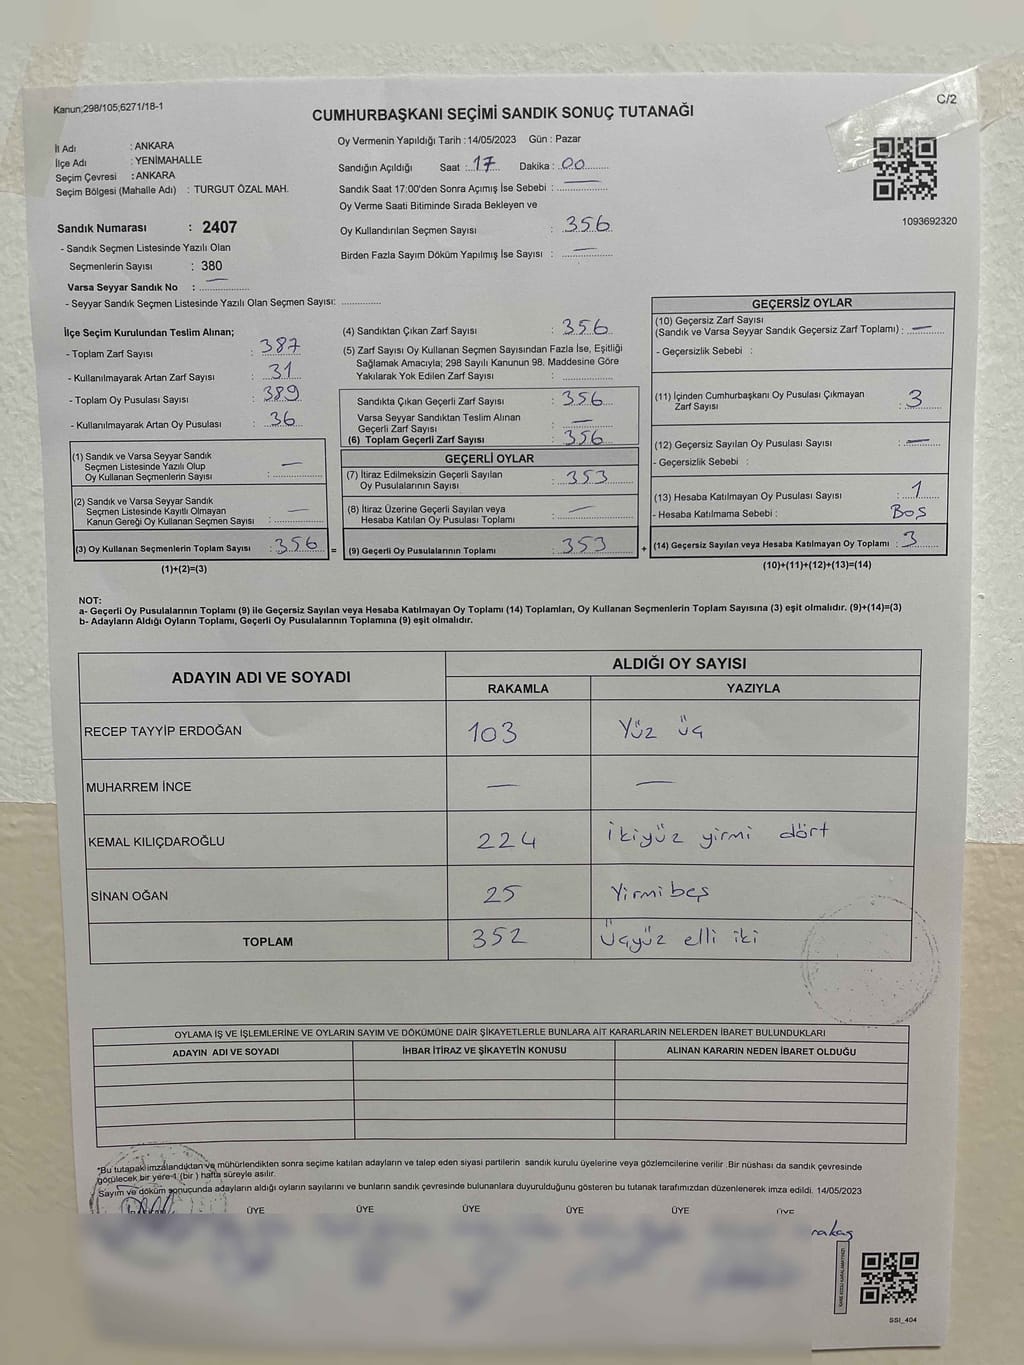 Kanun;298/105;6271/18-1
C/2
CUMHURBAŞKANI SEÇİMİ SANDIK SONUÇ TUTANAĞI
İl Adı : ANKARA
İlçe Adı : YENİMAHALLE
Seçim Çevresi : ANKARA
Seçim Bölgesi (Mahalle Adı) : TURGUT ÖZAL MAH.
Oy Vermenin Yapıldığı Tarih : 14/05/2023 Gün : Pazar
Sandığın Açıldığı Saat : 17 Dakika : 00
Sandık Saat 17:00'den Sonra Açımış İse Sebebi : —
Oy Verme Saati Bitiminde Sırada Bekleyen ve
Oy Kullandırılan Seçmen Sayısı : 356
Birden Fazla Sayım Döküm Yapılmış İse Sayısı : —
1093692320
Sandık Numarası : 2407
- Sandık Seçmen Listesinde Yazılı Olan
Seçmenlerin Sayısı : 380
Varsa Seyyar Sandık No : —
- Seyyar Sandık Seçmen Listesinde Yazılı Olan Seçmen Sayısı: ............
İlçe Seçim Kurulundan Teslim Alınan;
- Toplam Zarf Sayısı : 387
- Kullanılmayarak Artan Zarf Sayısı : 31
- Toplam Oy Pusulası Sayısı : 389
- Kullanılmayarak Artan Oy Pusulası : 36
(1) Sandık ve Varsa Seyyar Sandık
Seçmen Listesinde Yazılı Olup
Oy Kullanan Seçmenlerin Sayısı : —
(2) Sandık ve Varsa Seyyar Sandık
Seçmen Listesinde Kayıtlı Olmayan
Kanun Gereği Oy Kullanan Seçmen Sayısı : —
(3) Oy Kullanan Seçmenlerin Toplam Sayısı : 356 =
(1)+(2)=(3)
(4) Sandıktan Çıkan Zarf Sayısı : 356
(5) Zarf Sayısı Oy Kullanan Seçmen Sayısından Fazla İse, Eşitliği
Sağlamak Amacıyla; 298 Sayılı Kanunun 98. Maddesine Göre
Yakılarak Yok Edilen Zarf Sayısı : ............
Sandıkta Çıkan Geçerli Zarf Sayısı : 356
Varsa Seyyar Sandıktan Teslim Alınan
Geçerli Zarf Sayısı : —
(6) Toplam Geçerli Zarf Sayısı : 356
GEÇERLİ OYLAR
(7) İtiraz Edilmeksizin Geçerli Sayılan
Oy Pusulalarının Sayısı : 353
(8) İtiraz Üzerine Geçerli Sayılan veya
Hesaba Katılan Oy Pusulası Toplamı : —
(9) Geçerli Oy Pusulalarının Toplamı : 353 +
GEÇERSİZ OYLAR
(10) Geçersiz Zarf Sayısı
(Sandık ve Varsa Seyyar Sandık Geçersiz Zarf Toplamı) : —
- Geçersizlik Sebebi :
(11) İçinden Cumhurbaşkanı Oy Pusulası Çıkmayan
Zarf Sayısı : 3
(12) Geçersiz Sayılan Oy Pusulası Sayısı : —
- Geçersizlik Sebebi :
(13) Hesaba Katılmayan Oy Pusulası Sayısı : 1
- Hesaba Katılmama Sebebi : Boş
(14) Geçersiz Sayılan veya Hesaba Katılmayan Oy Toplamı : 3
(10)+(11)+(12)+(13)=(14)
NOT:
a- Geçerli Oy Pusulalarının Toplamı (9) ile Geçersiz Sayılan veya Hesaba Katılmayan Oy Toplamı (14) Toplamları, Oy Kullanan Seçmenlerin Toplam Sayısına (3) eşit olmalıdır. (9)+(14)=(3)
b- Adayların Aldığı Oyların Toplamı, Geçerli Oy Pusulalarının Toplamına (9) eşit olmalıdır.
ADAYIN ADI VE SOYADI
ALDIĞI OY SAYISI
RAKAMLA YAZIYLA
RECEP TAYYİP ERDOĞAN 103 Yüz üç
MUHARREM İNCE — —
KEMAL KILIÇDAROĞLU 224 ikiyüz yirmi dört
SİNAN OĞAN 25 Yirmibeş
TOPLAM 352 üçyüz elli iki
OYLAMA İŞ VE İŞLEMLERİNE VE OYLARIN SAYIM VE DÖKÜMÜNE DAİR ŞİKAYETLERLE BUNLARA AİT KARARLARIN NELERDEN İBARET BULUNDUKLARI
ADAYIN ADI VE SOYADI İHBAR İTİRAZ VE ŞİKAYETİN KONUSU ALINAN KARARIN NEDEN İBARET OLDUĞU
*Bu tutanak imzalandıktan ve mühürlendikten sonra seçime katılan adayların ve talep eden siyasi partilerin sandık kurulu üyelerine veya gözlemcilerine verilir .Bir nüshası da sandık çevresinde
görülecek bir yere 1 (bir ) hafta süreyle asılır.
Sayım ve döküm sonucunda adayların aldığı oyların sayılarını ve bunların sandık çevresinde bulunanlara duyurulduğunu gösteren bu tutanak tarafımızdan düzenlenerek imza edildi. 14/05/2023
ÜYE ÜYE ÜYE ÜYE ÜYE ÜYE
SSI_404